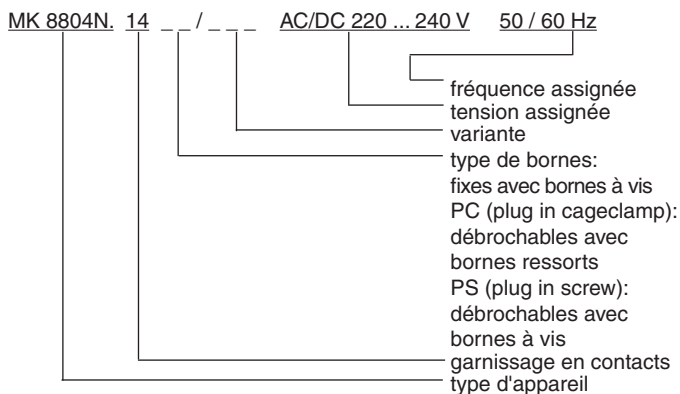 MK 8804N. 14 _ _ / _ _ _ AC/DC 220 ... 240 V 50 / 60 Hz
fréquence assignée
tension assignée
variante
type de bornes:
fixes avec bornes à vis
PC (plug in cageclamp):
débrochables avec
bornes ressorts
PS (plug in screw):
débrochables avec
bornes à vis
garnissage en contacts
type d'appareil